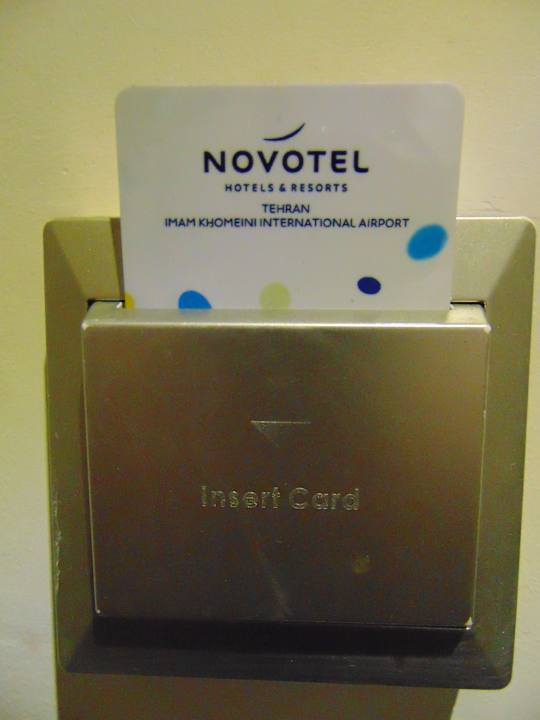 NOVOTEL
HOTELS & RESORTS
TEHRAN
IMAM KHOMEINI INTERNATIONAL AIRPORT
Insert Card